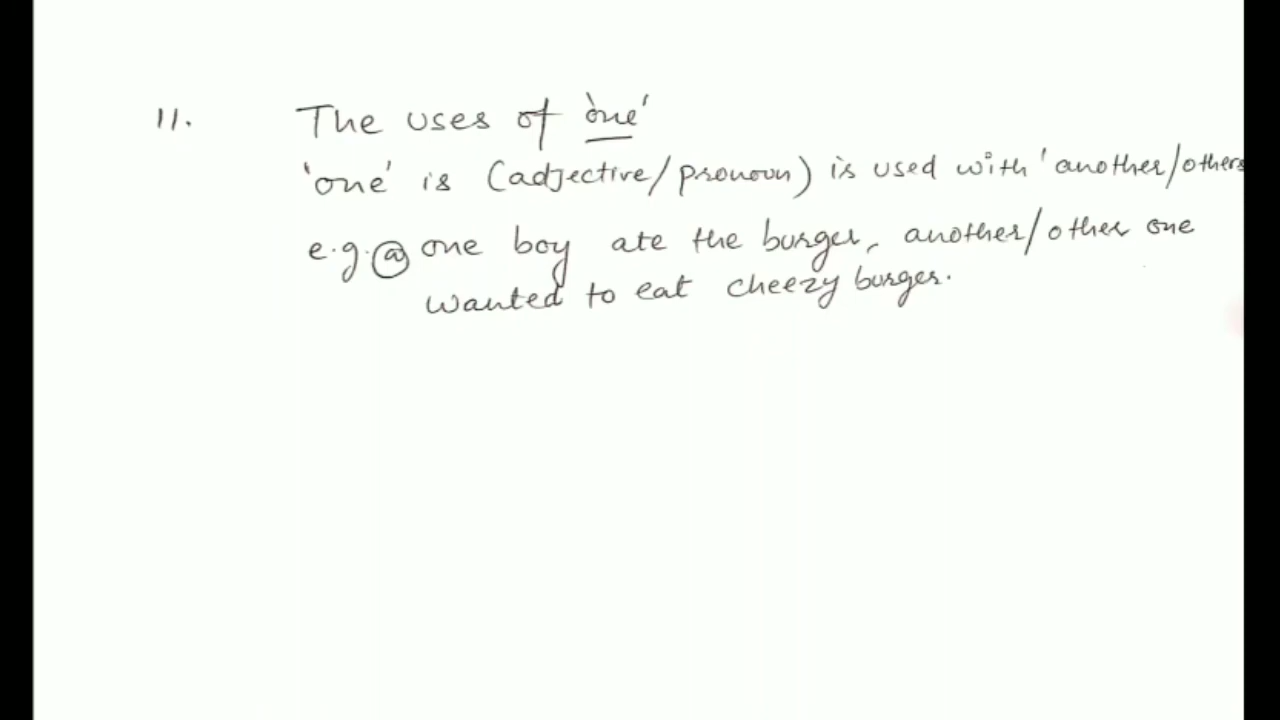 11. The uses of 'one'
'one' is (adjective/pronoun) is used with 'another/others
e.g. (a) one boy ate the burger, another/other one
wanted to eat cheezy burger.